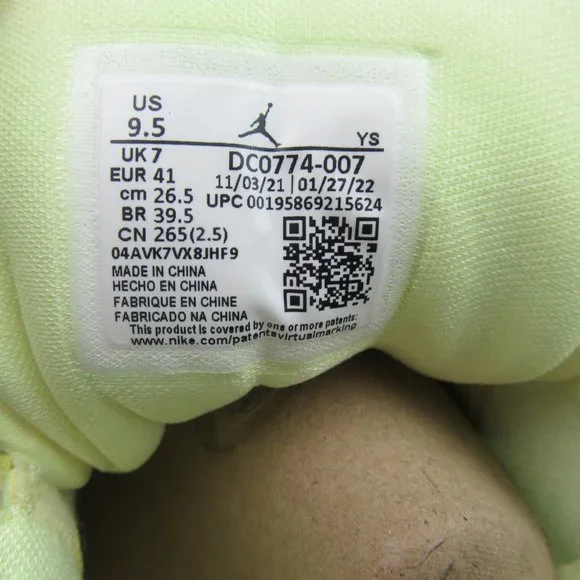 US
9.5
YS
UK 7
DC0774-007
EUR 41
11/03/21 | 01/27/22
cm 26.5
UPC 00195869215624
BR 39.5
CN 265(2.5)
04AVK7VX8JHF9
MADE IN CHINA
HECHO EN CHINA
FABRIQUE EN CHINE
FABRICADO NA CHINA
This product is covered by one or more patents:
www.nike.com/patentsvirtualmarking